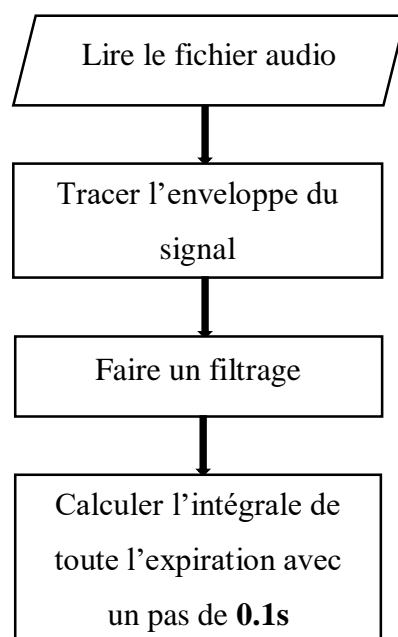 Lire le fichier audio
Tracer l’enveloppe du
signal
Faire un filtrage
Calculer l’intégrale de
toute l’expiration avec
un pas de 0.1s